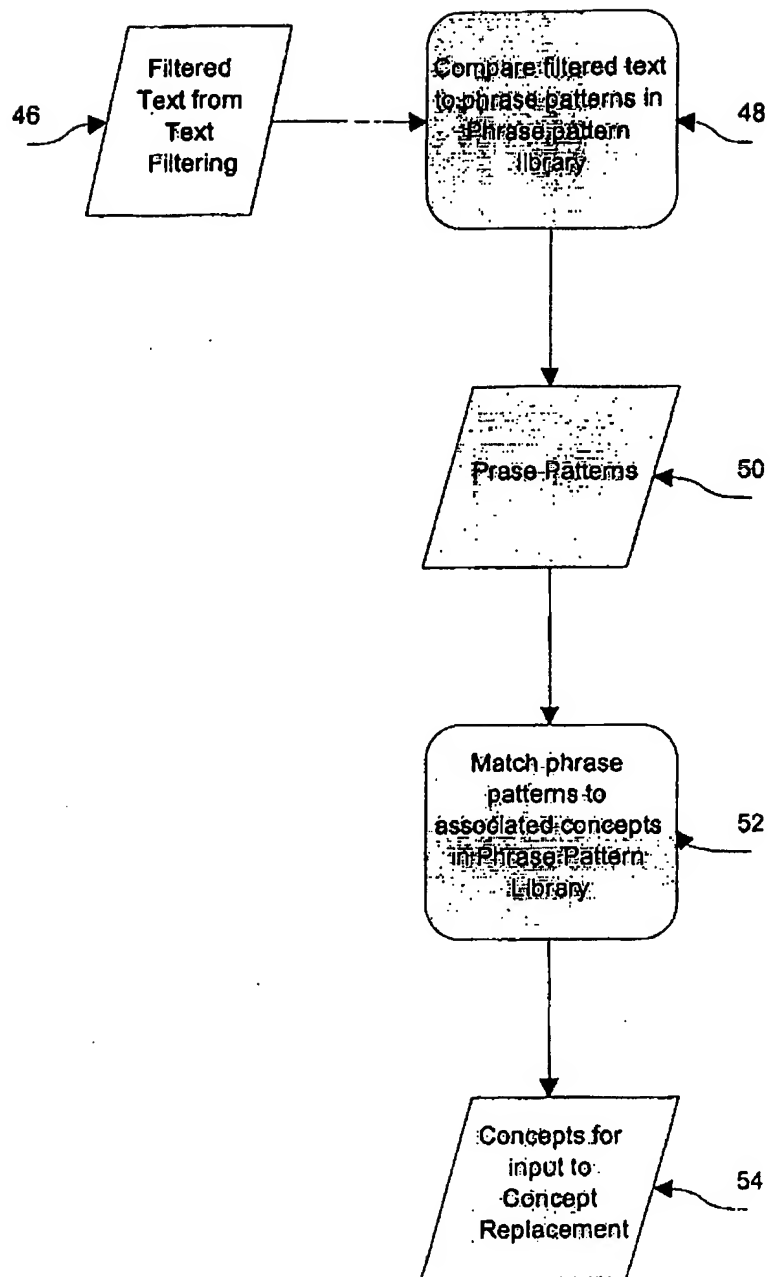 46
Filtered
Text from
Text
Filtering
Compare filtered text
to phrase patterns in
Phrase pattern
library
48
Prase Patterns
50
Match phrase
patterns to
associated concepts
in Phrase Pattern
Library
52
Concepts for
input to
Concept
Replacement
54